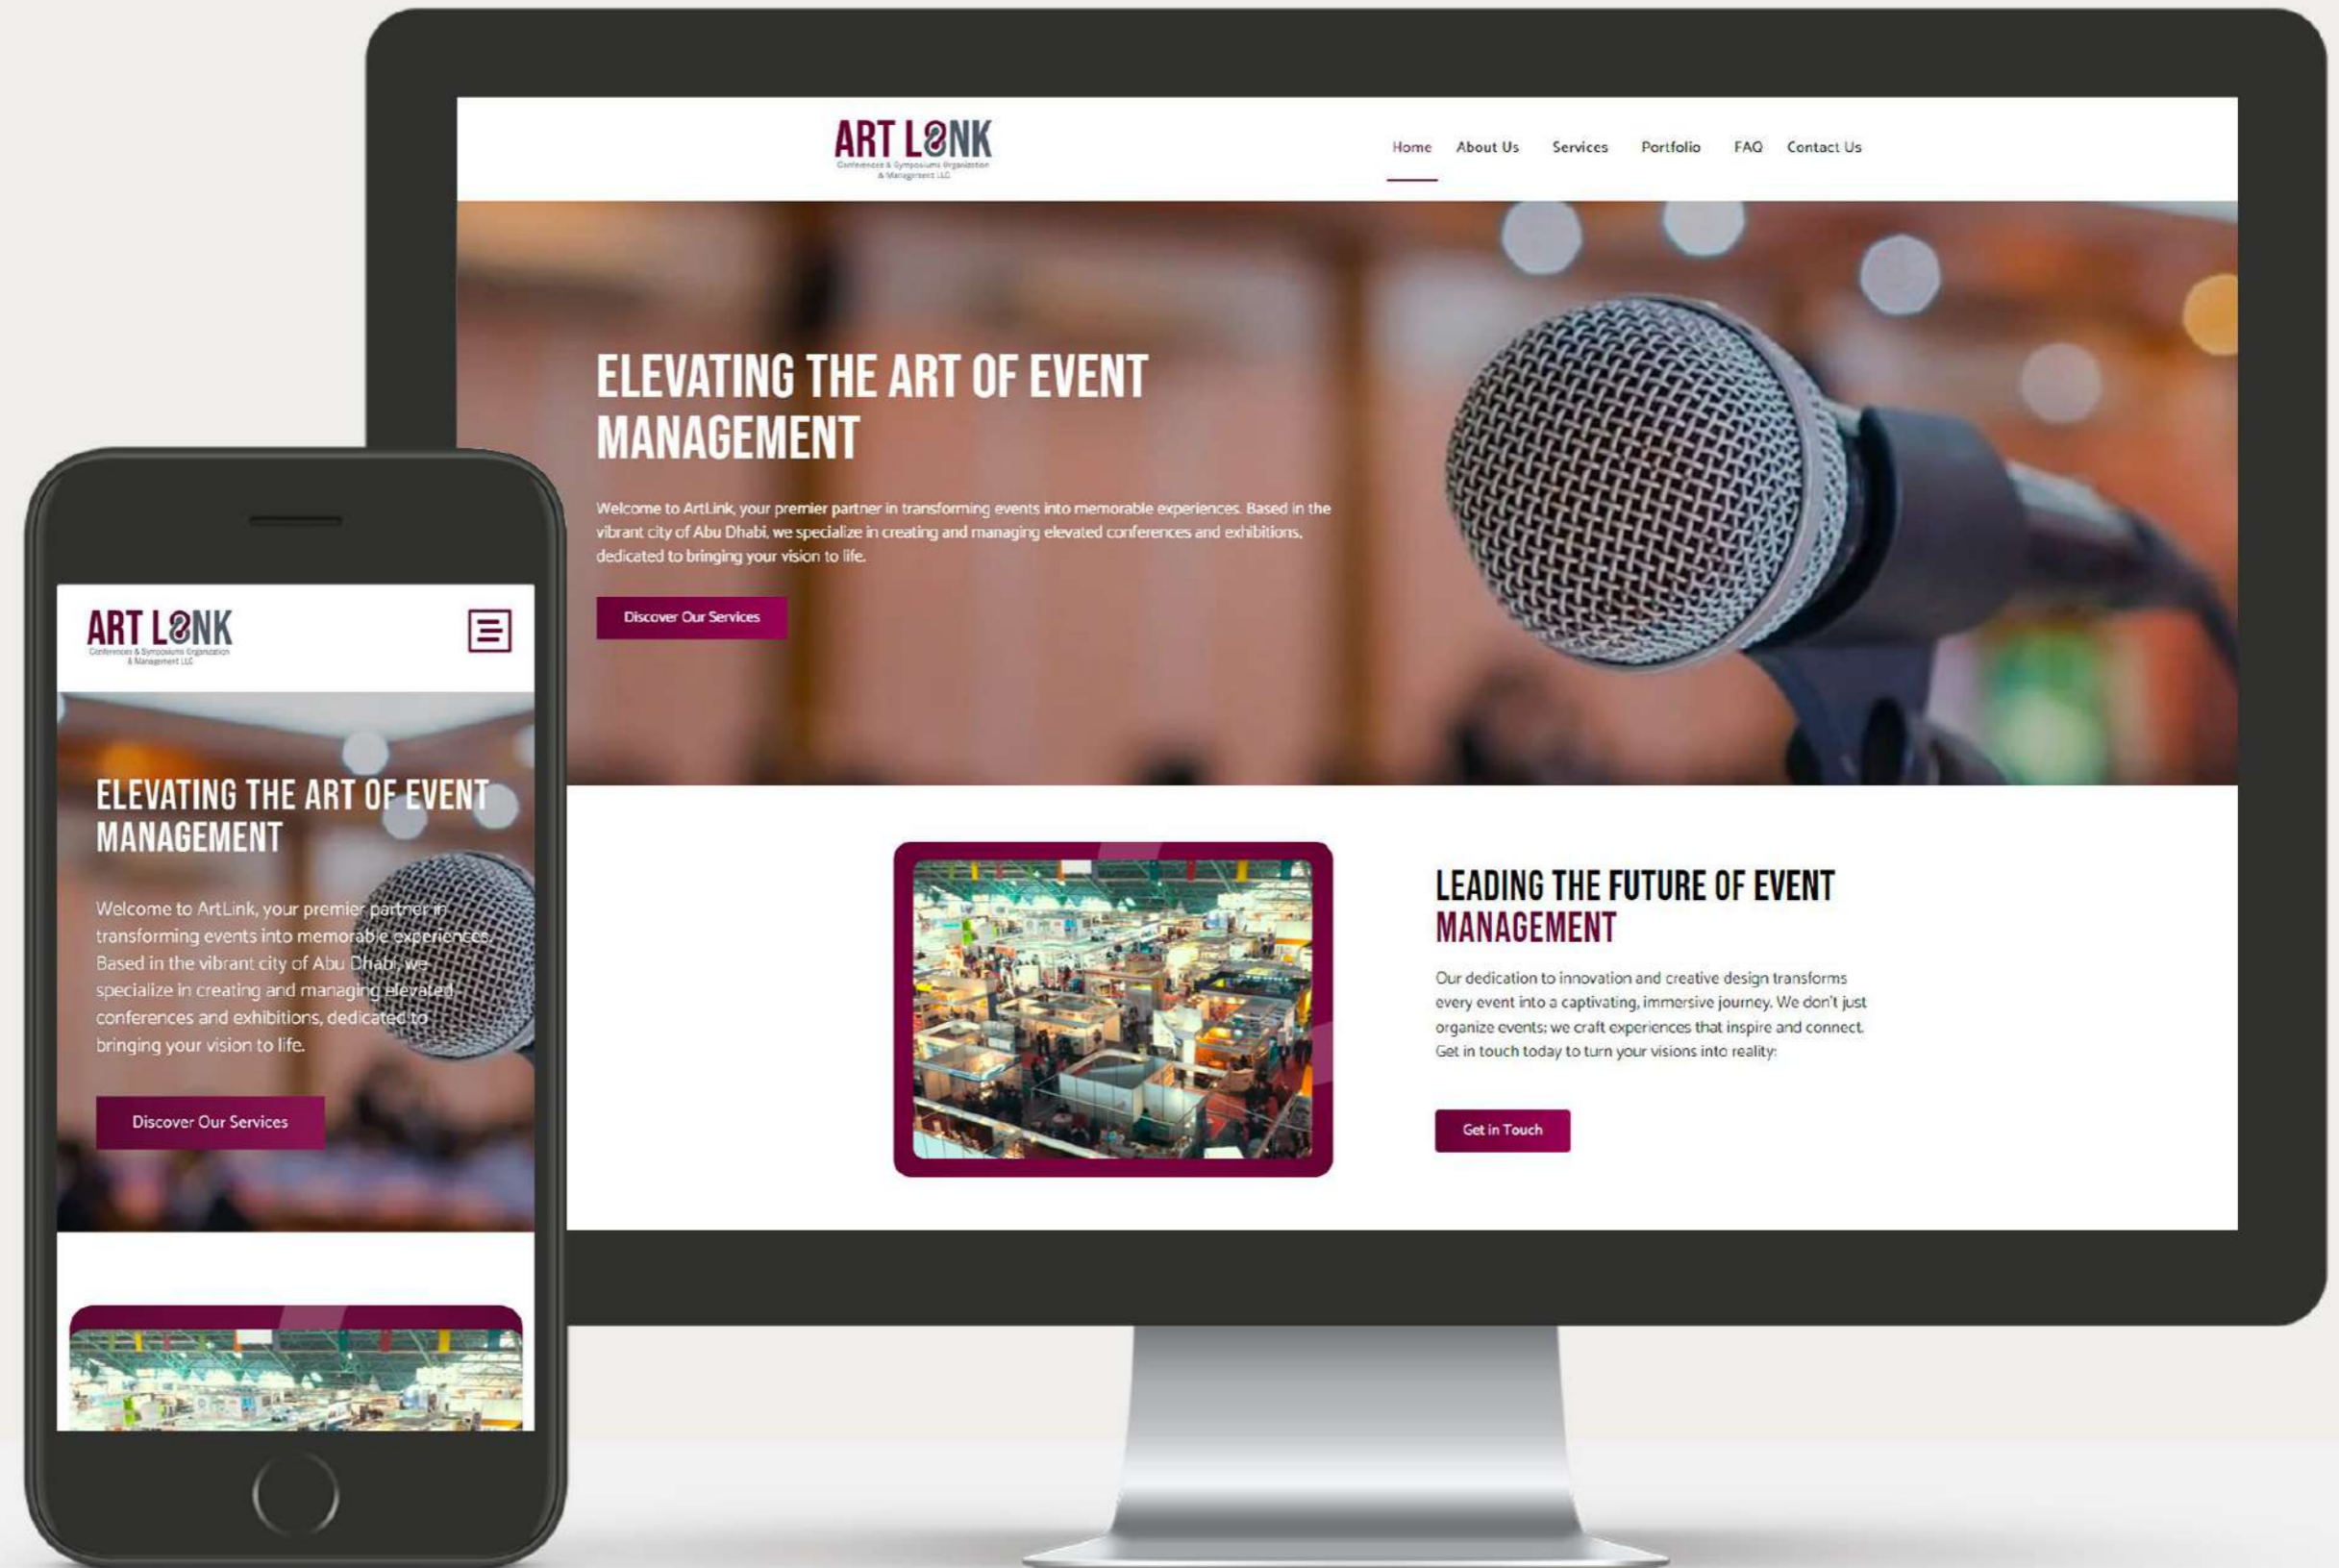 ART LINK
Conferences & Symposiums Organization
& Management LLC
Home About Us Services Portfolio FAQ Contact Us
ELEVATING THE ART OF EVENT
MANAGEMENT
Welcome to ArtLink, your premier partner in transforming events into memorable experiences. Based in the
vibrant city of Abu Dhabi, we specialize in creating and managing elevated conferences and exhibitions,
dedicated to bringing your vision to life.
Discover Our Services
LEADING THE FUTURE OF EVENT
MANAGEMENT
Our dedication to innovation and creative design transforms
every event into a captivating, immersive journey. We don't just
organize events; we craft experiences that inspire and connect.
Get in touch today to turn your visions into reality:
Get in Touch
ART LINK
Conferences & Symposiums Organization
& Management LLC
ELEVATING THE ART OF EVENT
MANAGEMENT
Welcome to ArtLink, your premier partner in
transforming events into memorable experiences.
Based in the vibrant city of Abu Dhabi, we
specialize in creating and managing elevated
conferences and exhibitions, dedicated to
bringing your vision to life.
Discover Our Services